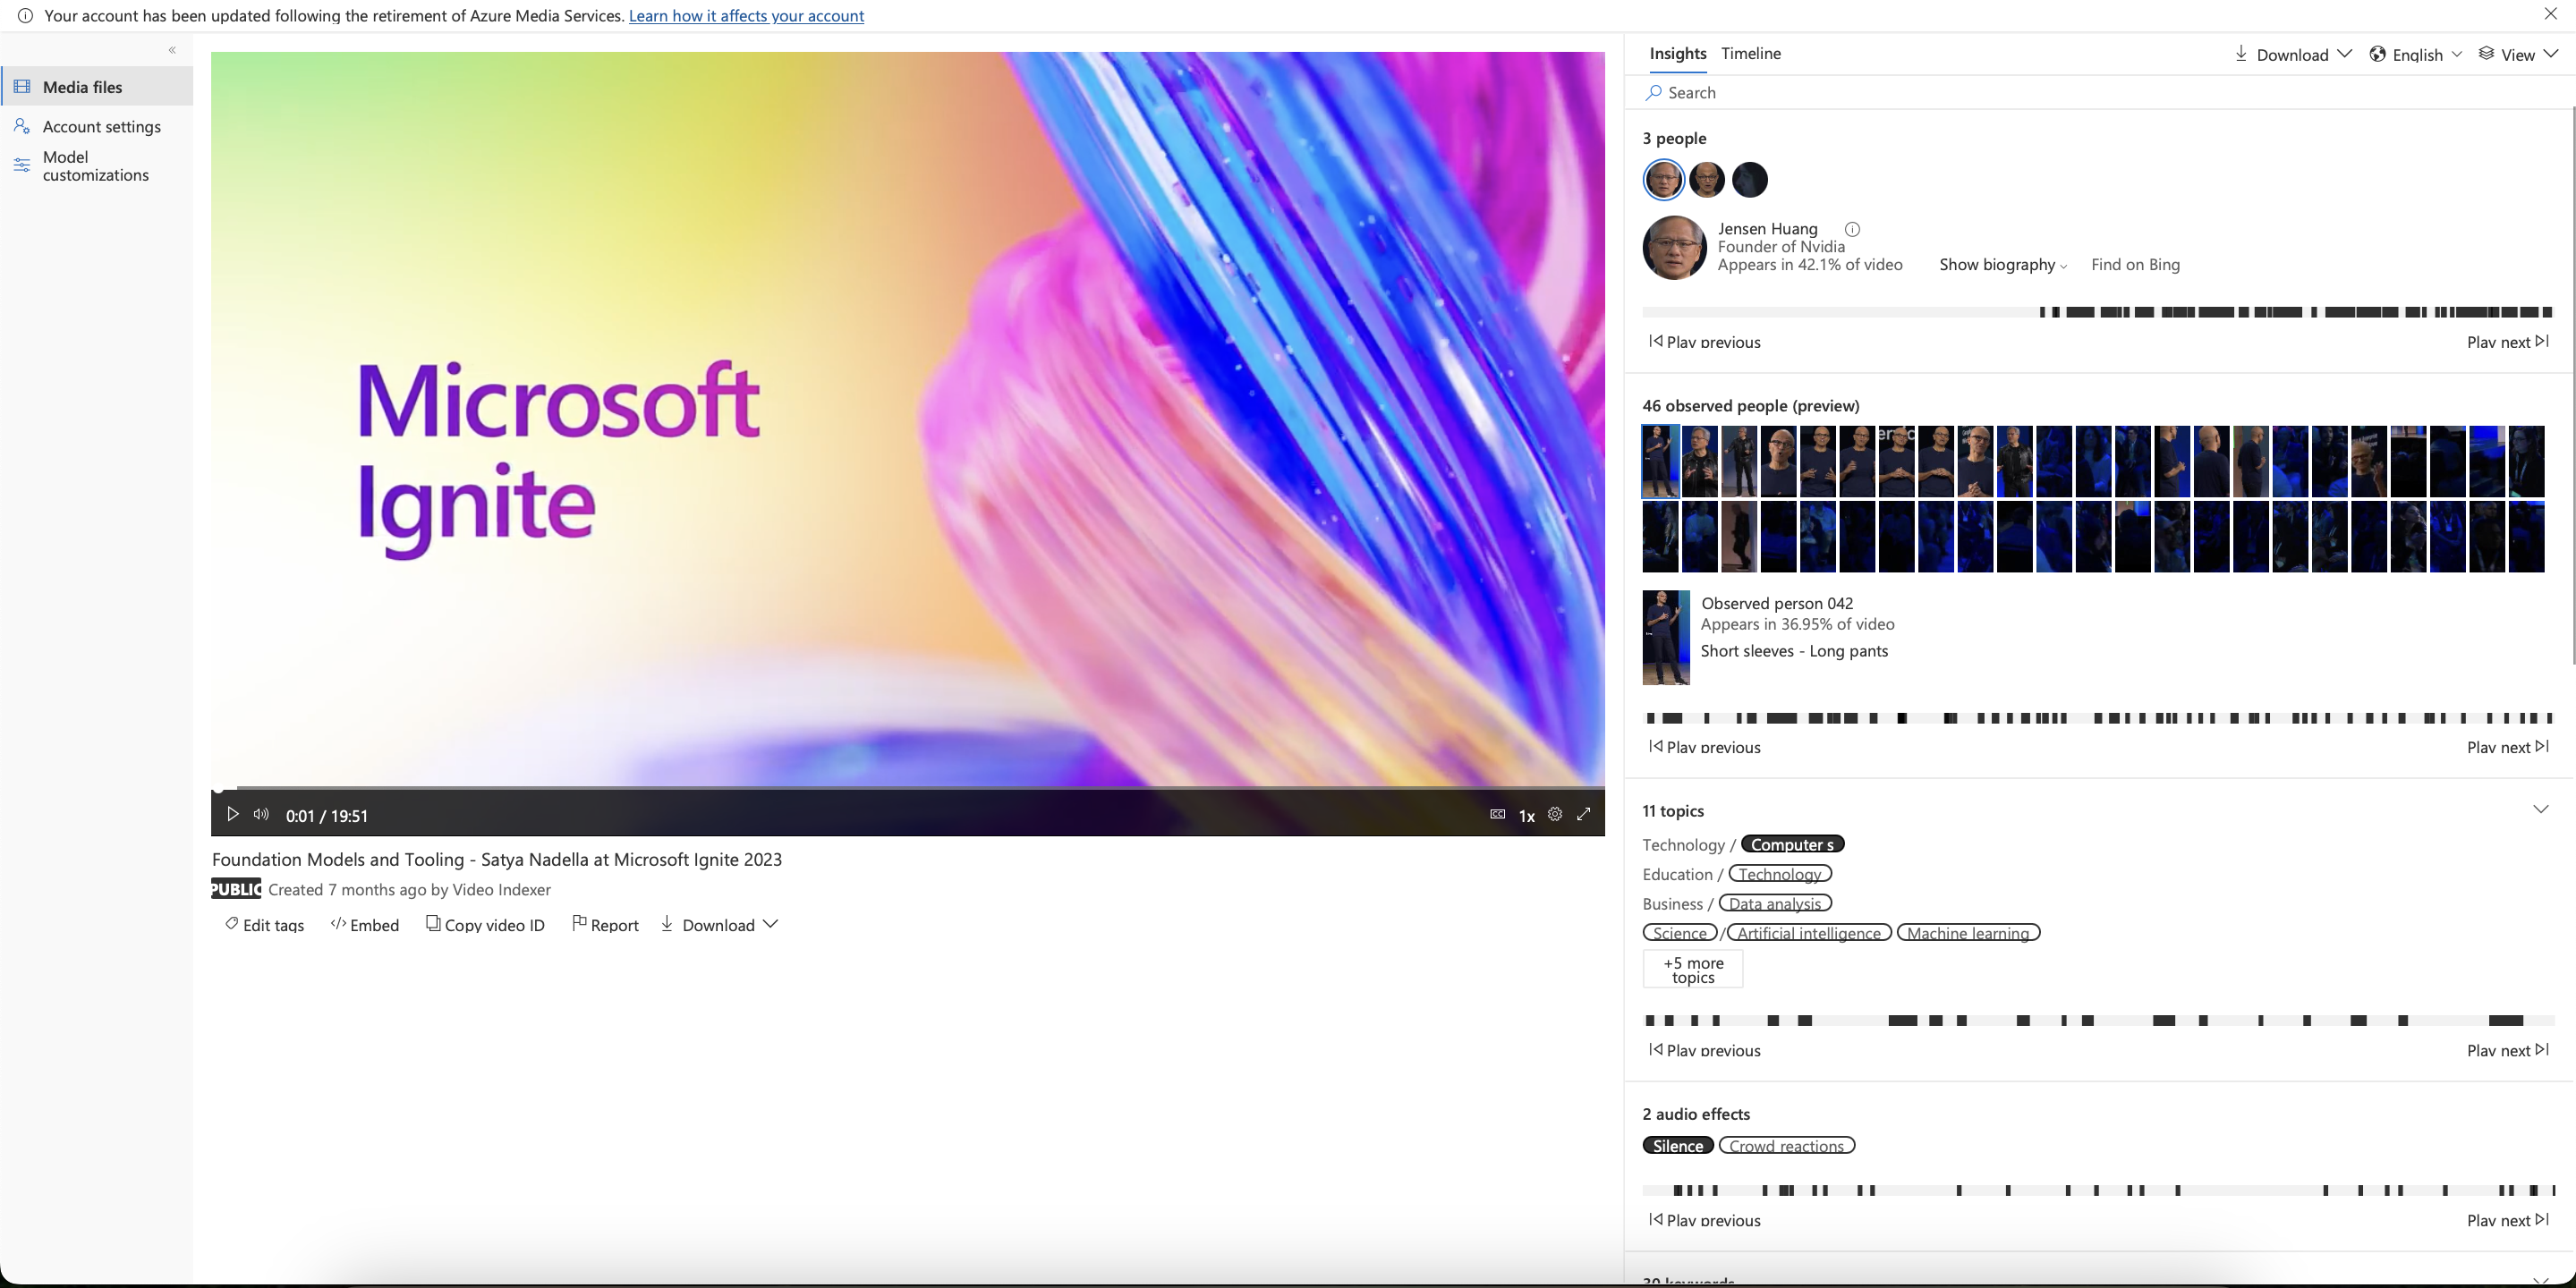 Your account has been updated following the retirement of Azure Media Services. Learn how it affects your account
Media files
Account settings
Model
customizations
Microsoft
Ignite
0:01 / 19:51
CC
1x
Foundation Models and Tooling - Satya Nadella at Microsoft Ignite 2023
PUBLIC Created 7 months ago by Video Indexer
Edit tags
</> Embed
Copy video ID
Report
Download
Insights
Timeline
Download
English
View
Search
3 people
Jensen Huang
Founder of Nvidia
Appears in 42.1% of video
Show biography
Find on Bing
Play previous
Play next
46 observed people (preview)
Observed person 042
Appears in 36.95% of video
Short sleeves - Long pants
Play previous
Play next
11 topics
Technology / Computer s
Education / Technology
Business / Data analysis
Science / Artificial intelligence Machine learning
+5 more
topics
Play previous
Play next
2 audio effects
Silence Crowd reactions
Play previous
Play next
30 keywords